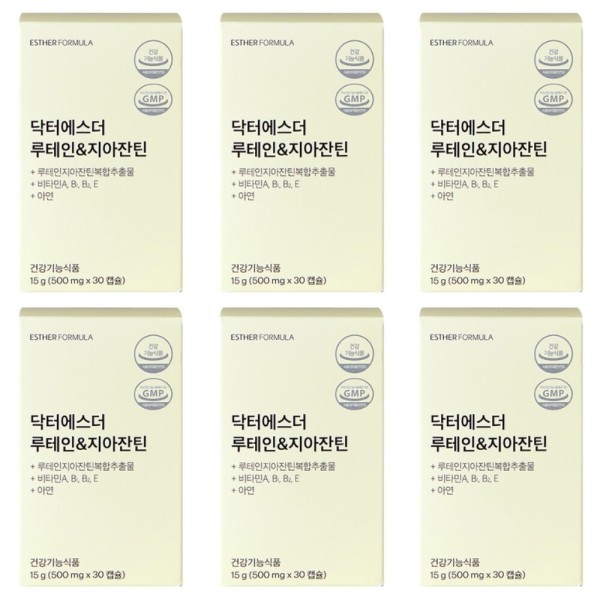 ESTHER FORMULA
건강
기능식품
GMP
닥터에스더
루테인&지아잔틴
+ 루테인지아잔틴복합추출물
+ 비타민A, B₁, B₂, E
+ 아연
건강기능식품
15 g (500 mg x 30 캡슐)
ESTHER FORMULA
건강
기능식품
GMP
닥터에스더
루테인&지아잔틴
+ 루테인지아잔틴복합추출물
+ 비타민A, B₁, B₂, E
+ 아연
건강기능식품
15 g (500 mg x 30 캡슐)
ESTHER FORMULA
건강
기능식품
GMP
닥터에스더
루테인&지아잔틴
+ 루테인지아잔틴복합추출물
+ 비타민A, B₁, B₂, E
+ 아연
건강기능식품
15 g (500 mg x 30 캡슐)
ESTHER FORMULA
건강
기능식품
GMP
닥터에스더
루테인&지아잔틴
+ 루테인지아잔틴복합추출물
+ 비타민A, B₁, B₂, E
+ 아연
건강기능식품
15 g (500 mg x 30 캡슐)
ESTHER FORMULA
건강
기능식품
GMP
닥터에스더
루테인&지아잔틴
+ 루테인지아잔틴복합추출물
+ 비타민A, B₁, B₂, E
+ 아연
건강기능식품
15 g (500 mg x 30 캡슐)
ESTHER FORMULA
건강
기능식품
GMP
닥터에스더
루테인&지아잔틴
+ 루테인지아잔틴복합추출물
+ 비타민A, B₁, B₂, E
+ 아연
건강기능식품
15 g (500 mg x 30 캡슐)